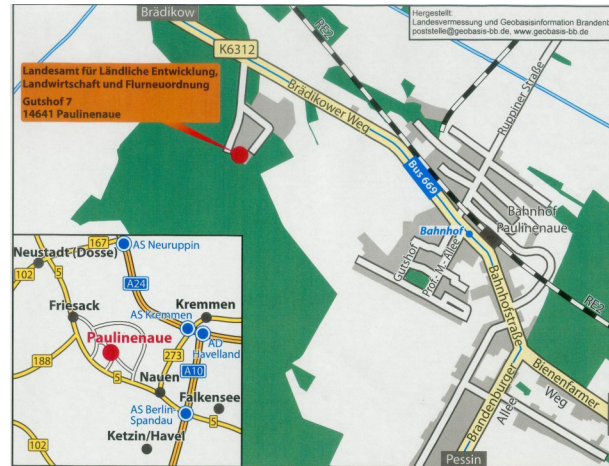 Brädikow
RE2
Hergestellt:
Landesvermessung und Geobasisinformation Brandenb
poststelle@geobasis-bb.de, www.geobasis-bb.de
K6312
Landesamt für Ländliche Entwicklung,
Landwirtschaft und Flurneuordnung
Gutshof 7
14641 Paulinenaue
Brädikower Weg
Ruppiner Straße
Bus 669
Bahnhof
Paulinenaue
Bahnhof
Gutshof
Prof.-M.-Allee
Bahnhofstraße
RE2
Bienenfarmer
Weg
Brandenburger
Allee
Pessin
167
AS Neuruppin
Neustadt (Dosse)
102
5
A24
Friesack
Kremmen
AS Kremmen
Paulinenaue
AD
Havelland
273
188
5
A10
Nauen
Falkensee
AS Berlin-
Spandau
5
102
Ketzin/Havel